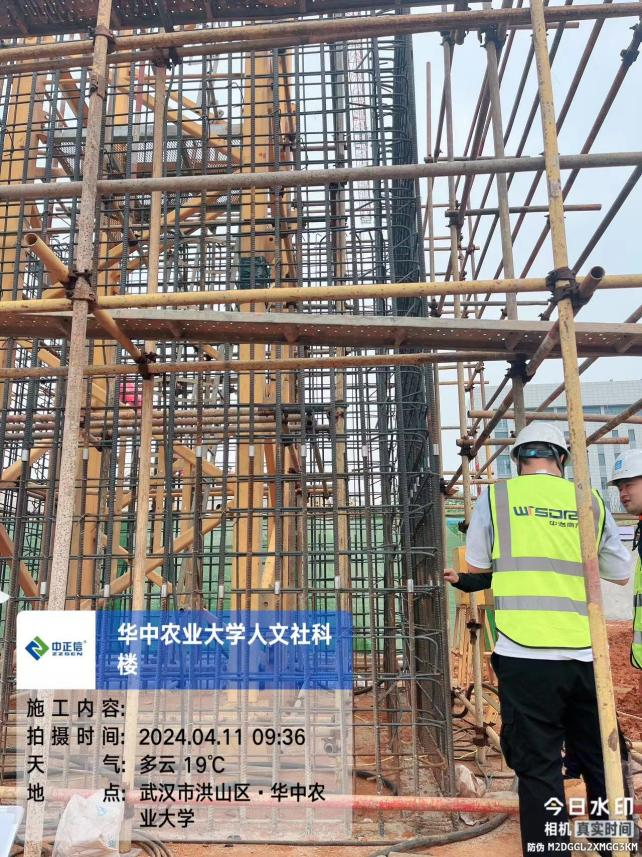 WISDRI
中正信®
ZZSEN
华中农业大学人文社科
楼
施工内容:
拍摄时间: 2024.04.11 09:36
天气: 多云 19℃
地点: 武汉市洪山区·华中农
业大学
今日水印
相机 真实时间
防伪 M2DGGL2XMGG3KM